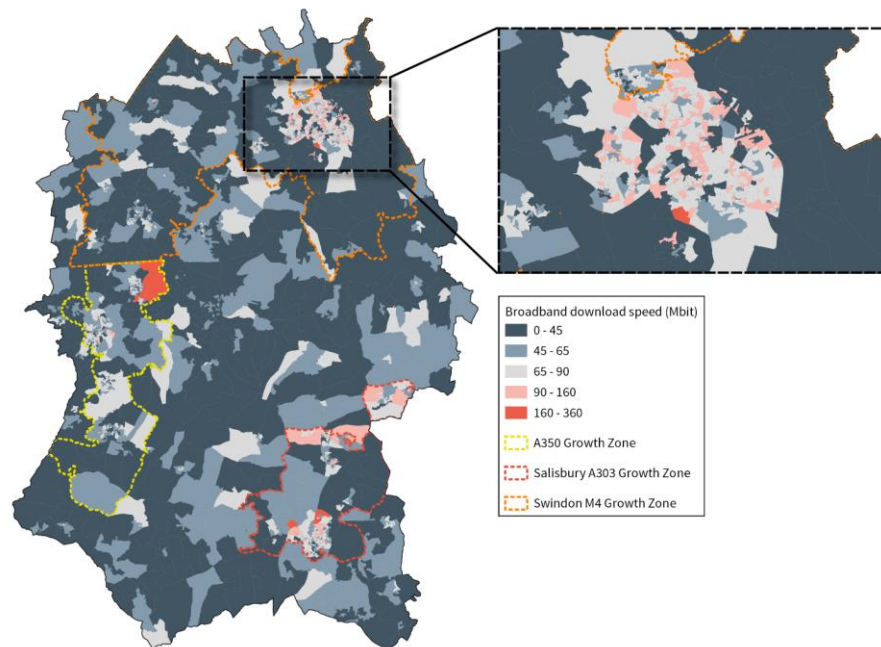 Broadband download speed (Mbit)
0 - 45
45 - 65
65 - 90
90 - 160
160 - 360
A350 Growth Zone
Salisbury A303 Growth Zone
Swindon M4 Growth Zone